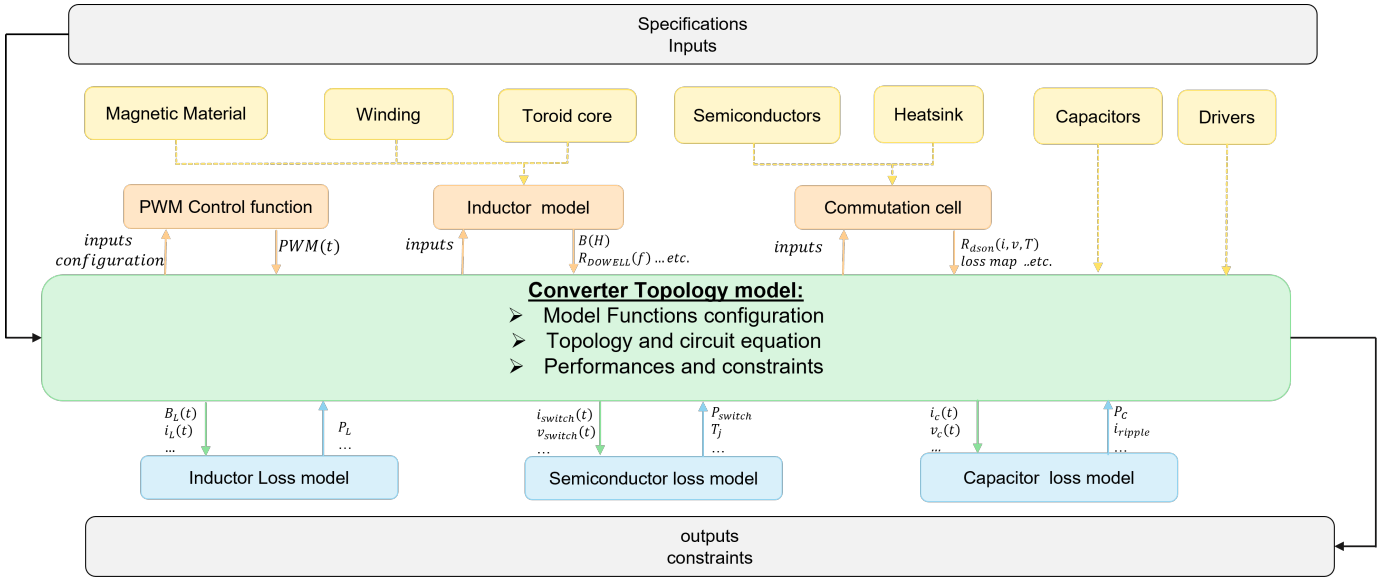 Specifications
Inputs
Magnetic Material
Winding
Toroid core
Semiconductors
Heatsink
Capacitors
Drivers
PWM Control function
Inductor model
Commutation cell
inputs
configuration
PWM(t)
inputs
B(H)
R_DOWELL(f) ...etc.
inputs
R_dson(i, v, T)
loss map ..etc.
Converter Topology model:
➢ Model Functions configuration
➢ Topology and circuit equation
➢ Performances and constraints
B_L(t)
i_L(t)
...
P_L
...
i_switch(t)
v_switch(t)
...
P_switch
T_j
...
i_c(t)
v_c(t)
...
P_C
i_ripple
...
Inductor Loss model
Semiconductor loss model
Capacitor loss model
outputs
constraints